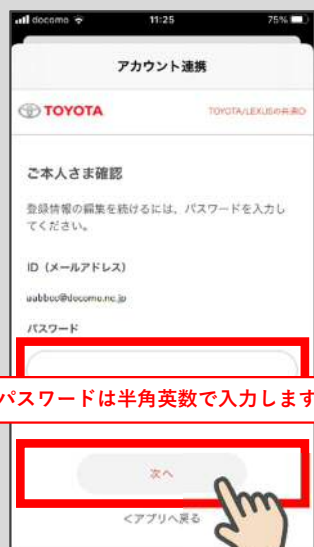 docomo 11:25 75%
アカウント連携
TOYOTA TOYOTA/LEXUSの共通ID
ご本人さま確認
登録情報の編集を続けるには、パスワードを入力し
てください。
ID（メールアドレス）
aabbcc@docomo.ne.jp
パスワード
パスワードは半角英数で入力します
次へ
<アプリへ戻る